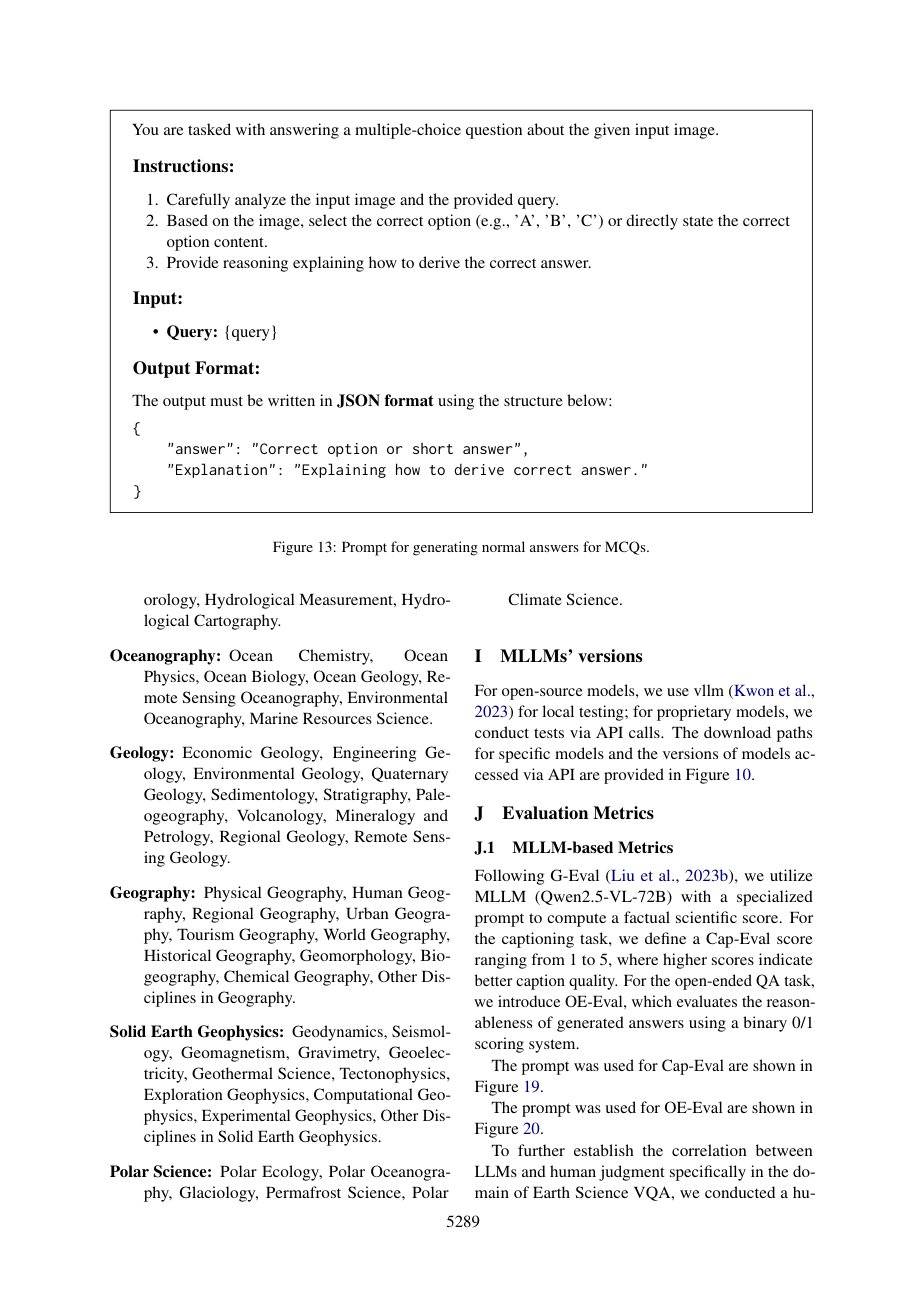 You are tasked with answering a multiple-choice question about the given input image.
Instructions:
1. Carefully analyze the input image and the provided query.
2. Based on the image, select the correct option (e.g., ’A’, ’B’, ’C’) or directly state the correct
option content.
3. Provide reasoning explaining how to derive the correct answer.
Input:
• Query: {query}
Output Format:
The output must be written in JSON format using the structure below:
{
"answer": "Correct option or short answer",
"Explanation": "Explaining how to derive correct answer."
}
Figure 13: Prompt for generating normal answers for MCQs.
orology, Hydrological Measurement, Hydro-
logical Cartography.
Oceanography: Ocean Chemistry, Ocean
Physics, Ocean Biology, Ocean Geology, Re-
mote Sensing Oceanography, Environmental
Oceanography, Marine Resources Science.
Geology: Economic Geology, Engineering Ge-
ology, Environmental Geology, Quaternary
Geology, Sedimentology, Stratigraphy, Pale-
ogeography, Volcanology, Mineralogy and
Petrology, Regional Geology, Remote Sens-
ing Geology.
Geography: Physical Geography, Human Geog-
raphy, Regional Geography, Urban Geogra-
phy, Tourism Geography, World Geography,
Historical Geography, Geomorphology, Bio-
geography, Chemical Geography, Other Dis-
ciplines in Geography.
Solid Earth Geophysics: Geodynamics, Seismol-
ogy, Geomagnetism, Gravimetry, Geoelec-
tricity, Geothermal Science, Tectonophysics,
Exploration Geophysics, Computational Geo-
physics, Experimental Geophysics, Other Dis-
ciplines in Solid Earth Geophysics.
Polar Science: Polar Ecology, Polar Oceanogra-
phy, Glaciology, Permafrost Science, Polar
Climate Science.
I MLLMs’ versions
For open-source models, we use vllm (Kwon et al.,
2023) for local testing; for proprietary models, we
conduct tests via API calls. The download paths
for specific models and the versions of models ac-
cessed via API are provided in Figure 10.
J Evaluation Metrics
J.1 MLLM-based Metrics
Following G-Eval (Liu et al., 2023b), we utilize
MLLM (Qwen2.5-VL-72B) with a specialized
prompt to compute a factual scientific score. For
the captioning task, we define a Cap-Eval score
ranging from 1 to 5, where higher scores indicate
better caption quality. For the open-ended QA task,
we introduce OE-Eval, which evaluates the reason-
ableness of generated answers using a binary 0/1
scoring system.
The prompt was used for Cap-Eval are shown in
Figure 19.
The prompt was used for OE-Eval are shown in
Figure 20.
To further establish the correlation between
LLMs and human judgment specifically in the do-
main of Earth Science VQA, we conducted a hu-
5289